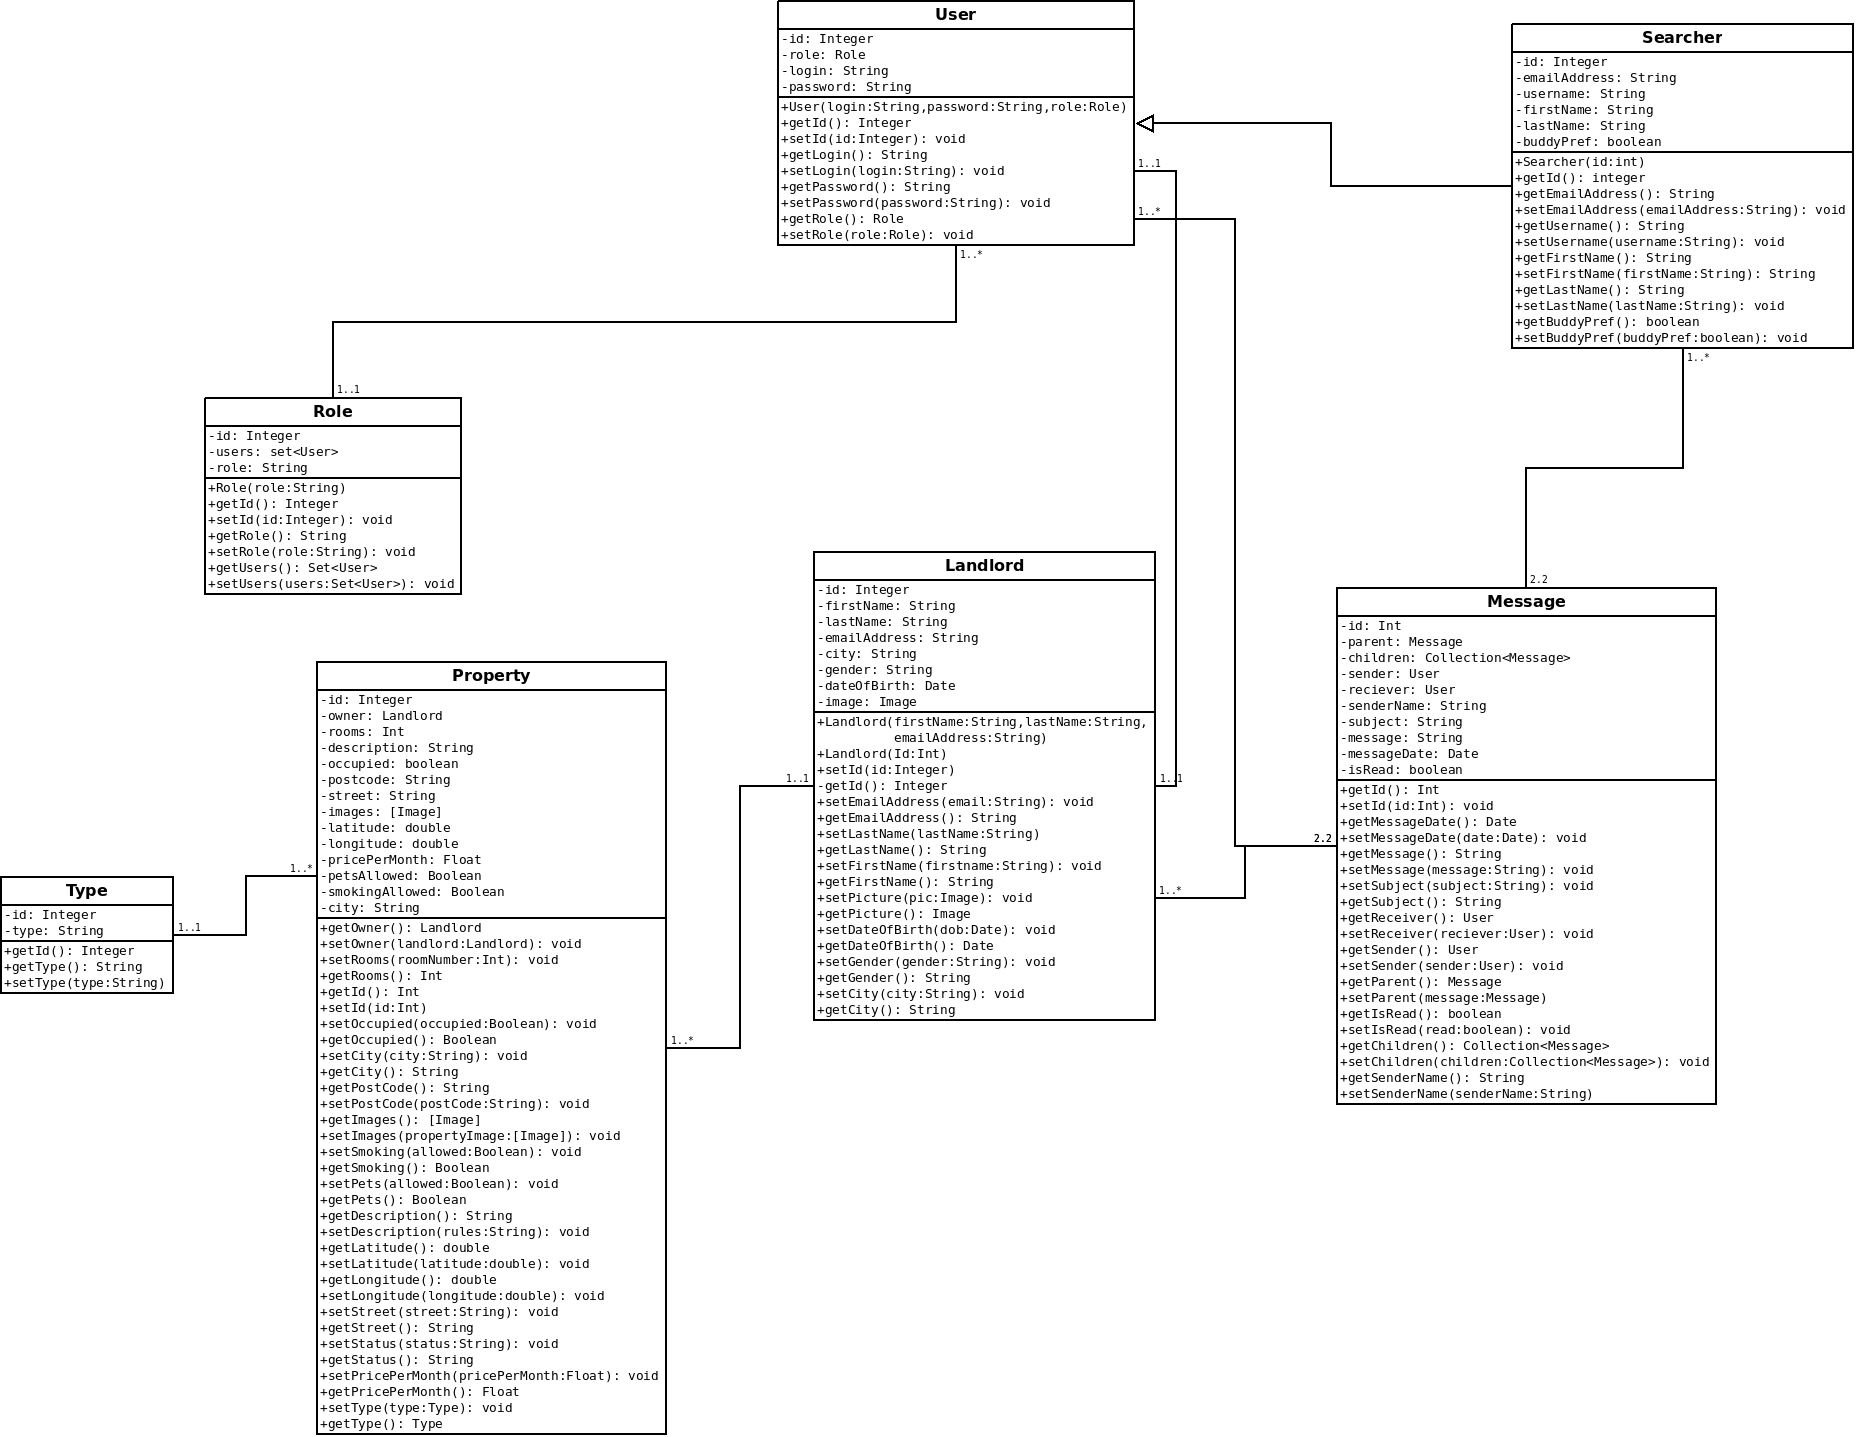 User
-id: Integer
-role: Role
-login: String
-password: String
+User(login:String,password:String,role:Role)
+getId(): Integer
+setId(id:Integer): void
+getLogin(): String
+setLogin(login:String): void
+getPassword(): String
+setPassword(password:String): void
+getRole(): Role
+setRole(role:Role): void
1..1
1..*
1..*
Searcher
-id: Integer
-emailAddress: String
-username: String
-firstName: String
-lastName: String
-buddyPref: boolean
+Searcher(id:int)
+getId(): integer
+getEmailAddress(): String
+setEmailAddress(emailAddress:String): void
+getUsername(): String
+setUsername(username:String): void
+getFirstName(): String
+setFirstName(firstName:String): String
+getLastName(): String
+setLastName(lastName:String): void
+getBuddyPref(): boolean
+setBuddyPref(buddyPref:boolean): void
1..*
1..1
Role
-id: Integer
-users: set<User>
-role: String
+Role(role:String)
+getId(): Integer
+setId(id:Integer): void
+getRole(): String
+setRole(role:String): void
+getUsers(): Set<User>
+setUsers(users:Set<User>): void
Landlord
-id: Integer
-firstName: String
-lastName: String
-emailAddress: String
-city: String
-gender: String
-dateOfBirth: Date
-image: Image
+Landlord(firstName:String,lastName:String,
emailAddress:String)
+Landlord(Id:Int)
+setId(id:Integer)
-getId(): Integer
+setEmailAddress(email:String): void
+getEmailAddress(): String
+setLastName(lastName:String)
+getLastName(): String
+setFirstName(firstname:String): void
+getFirstName(): String
+setPicture(pic:Image): void
+getPicture(): Image
+setDateOfBirth(dob:Date): void
+getDateOfBirth(): Date
+setGender(gender:String): void
+getGender(): String
+setCity(city:String): void
+getCity(): String
1..1
1..1
1..*
2.2
2.2
Message
-id: Int
-parent: Message
-children: Collection<Message>
-sender: User
-reciever: User
-senderName: String
-subject: String
-message: String
-messageDate: Date
-isRead: boolean
+getId(): Int
+setId(id:Int): void
+getMessageDate(): Date
+setMessageDate(date:Date): void
+getMessage(): String
+setMessage(message:String): void
+setSubject(subject:String): void
+getSubject(): String
+getReceiver(): User
+setReceiver(reciever:User): void
+getSender(): User
+setSender(sender:User): void
+getParent(): Message
+setParent(message:Message)
+getIsRead(): boolean
+setIsRead(read:boolean): void
+getChildren(): Collection<Message>
+setChildren(children:Collection<Message>): void
+getSenderName(): String
+setSenderName(senderName:String)
Property
-id: Integer
-owner: Landlord
-rooms: Int
-description: String
-occupied: boolean
-postcode: String
-street: String
-images: [Image]
-latitude: double
-longitude: double
-pricePerMonth: Float
-petsAllowed: Boolean
-smokingAllowed: Boolean
-city: String
+getOwner(): Landlord
+setOwner(landlord:Landlord): void
+setRooms(roomNumber:Int): void
+getRooms(): Int
+getId(): Int
+setId(id:Int)
+setOccupied(occupied:Boolean): void
+getOccupied(): Boolean
+setCity(city:String): void
+getCity(): String
+getPostCode(): String
+setPostCode(postCode:String): void
+getImages(): [Image]
+setImages(propertyImage:[Image]): void
+setSmoking(allowed:Boolean): void
+getSmoking(): Boolean
+setPets(allowed:Boolean): void
+getPets(): Boolean
+getDescription(): String
+setDescription(rules:String): void
+getLatitude(): double
+setLatitude(latitude:double): void
+getLongitude(): double
+setLongitude(longitude:double): void
+setStreet(street:String): void
+getStreet(): String
+setStatus(status:String): void
+getStatus(): String
+setPricePerMonth(pricePerMonth:Float): void
+getPricePerMonth(): Float
+setType(type:Type): void
+getType(): Type
1..*
1..*
Type
-id: Integer
-type: String
+getId(): Integer
+getType(): String
+setType(type:String)
1..1